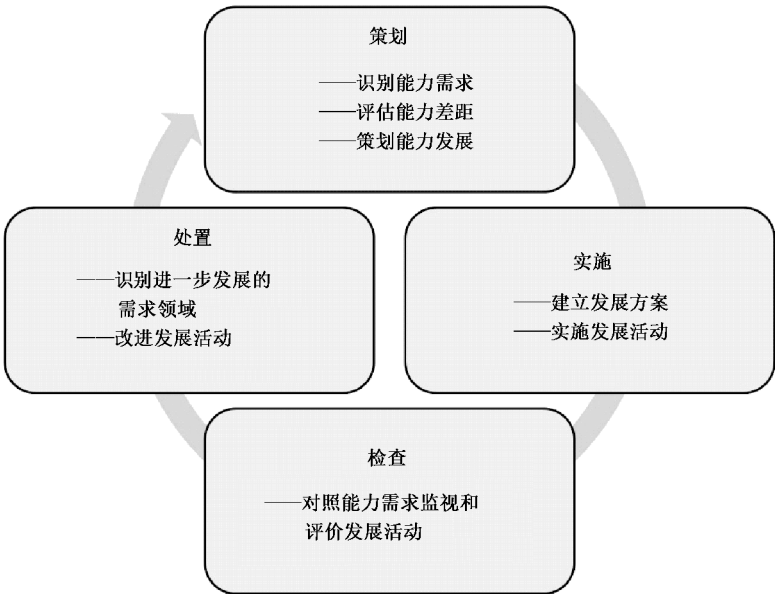 策划
——识别能力需求
——评估能力差距
——策划能力发展
实施
——建立发展方案
——实施发展活动
检查
——对照能力需求监视和
评价发展活动
处置
——识别进一步发展的
需求领域
——改进发展活动